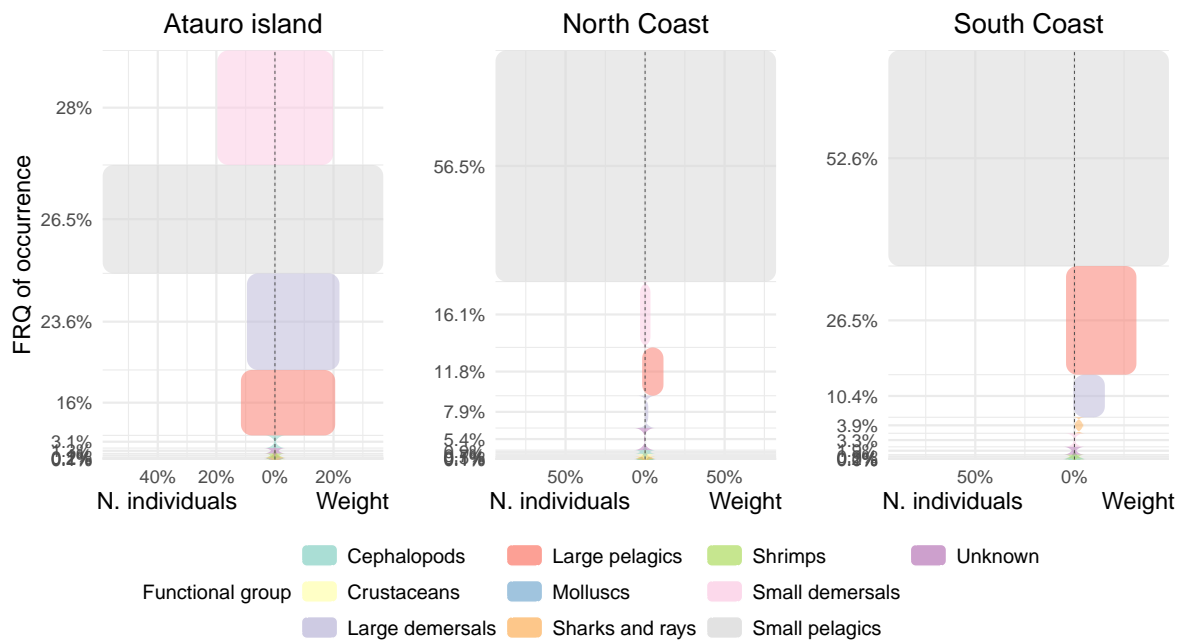 Atauro island
North Coast
South Coast
FRQ of occurrence
28%
26.5%
23.6%
16%
3.1%
56.5%
16.1%
11.8%
7.9%
5.4%
52.6%
26.5%
10.4%
3.9%
3.3%
40% 20% 0% 20%
50% 0% 50%
50% 0%
N. individuals Weight
N. individuals Weight
N. individuals Weight
Functional group
Cephalopods
Crustaceans
Large demersals
Large pelagics
Molluscs
Sharks and rays
Shrimps
Small demersals
Small pelagics
Unknown